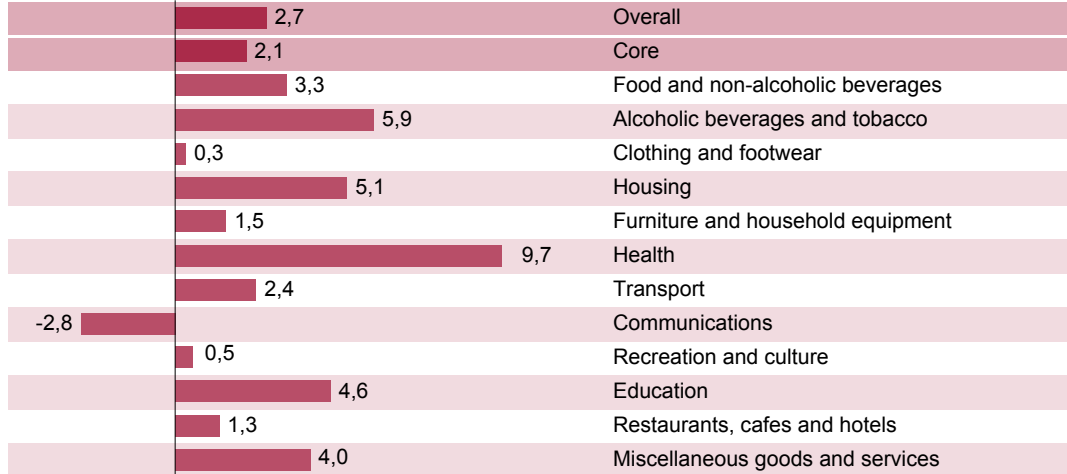 2,7 Overall
2,1 Core
3,3 Food and non-alcoholic beverages
5,9 Alcoholic beverages and tobacco
0,3 Clothing and footwear
5,1 Housing
1,5 Furniture and household equipment
9,7 Health
2,4 Transport
-2,8 Communications
0,5 Recreation and culture
4,6 Education
1,3 Restaurants, cafes and hotels
4,0 Miscellaneous goods and services